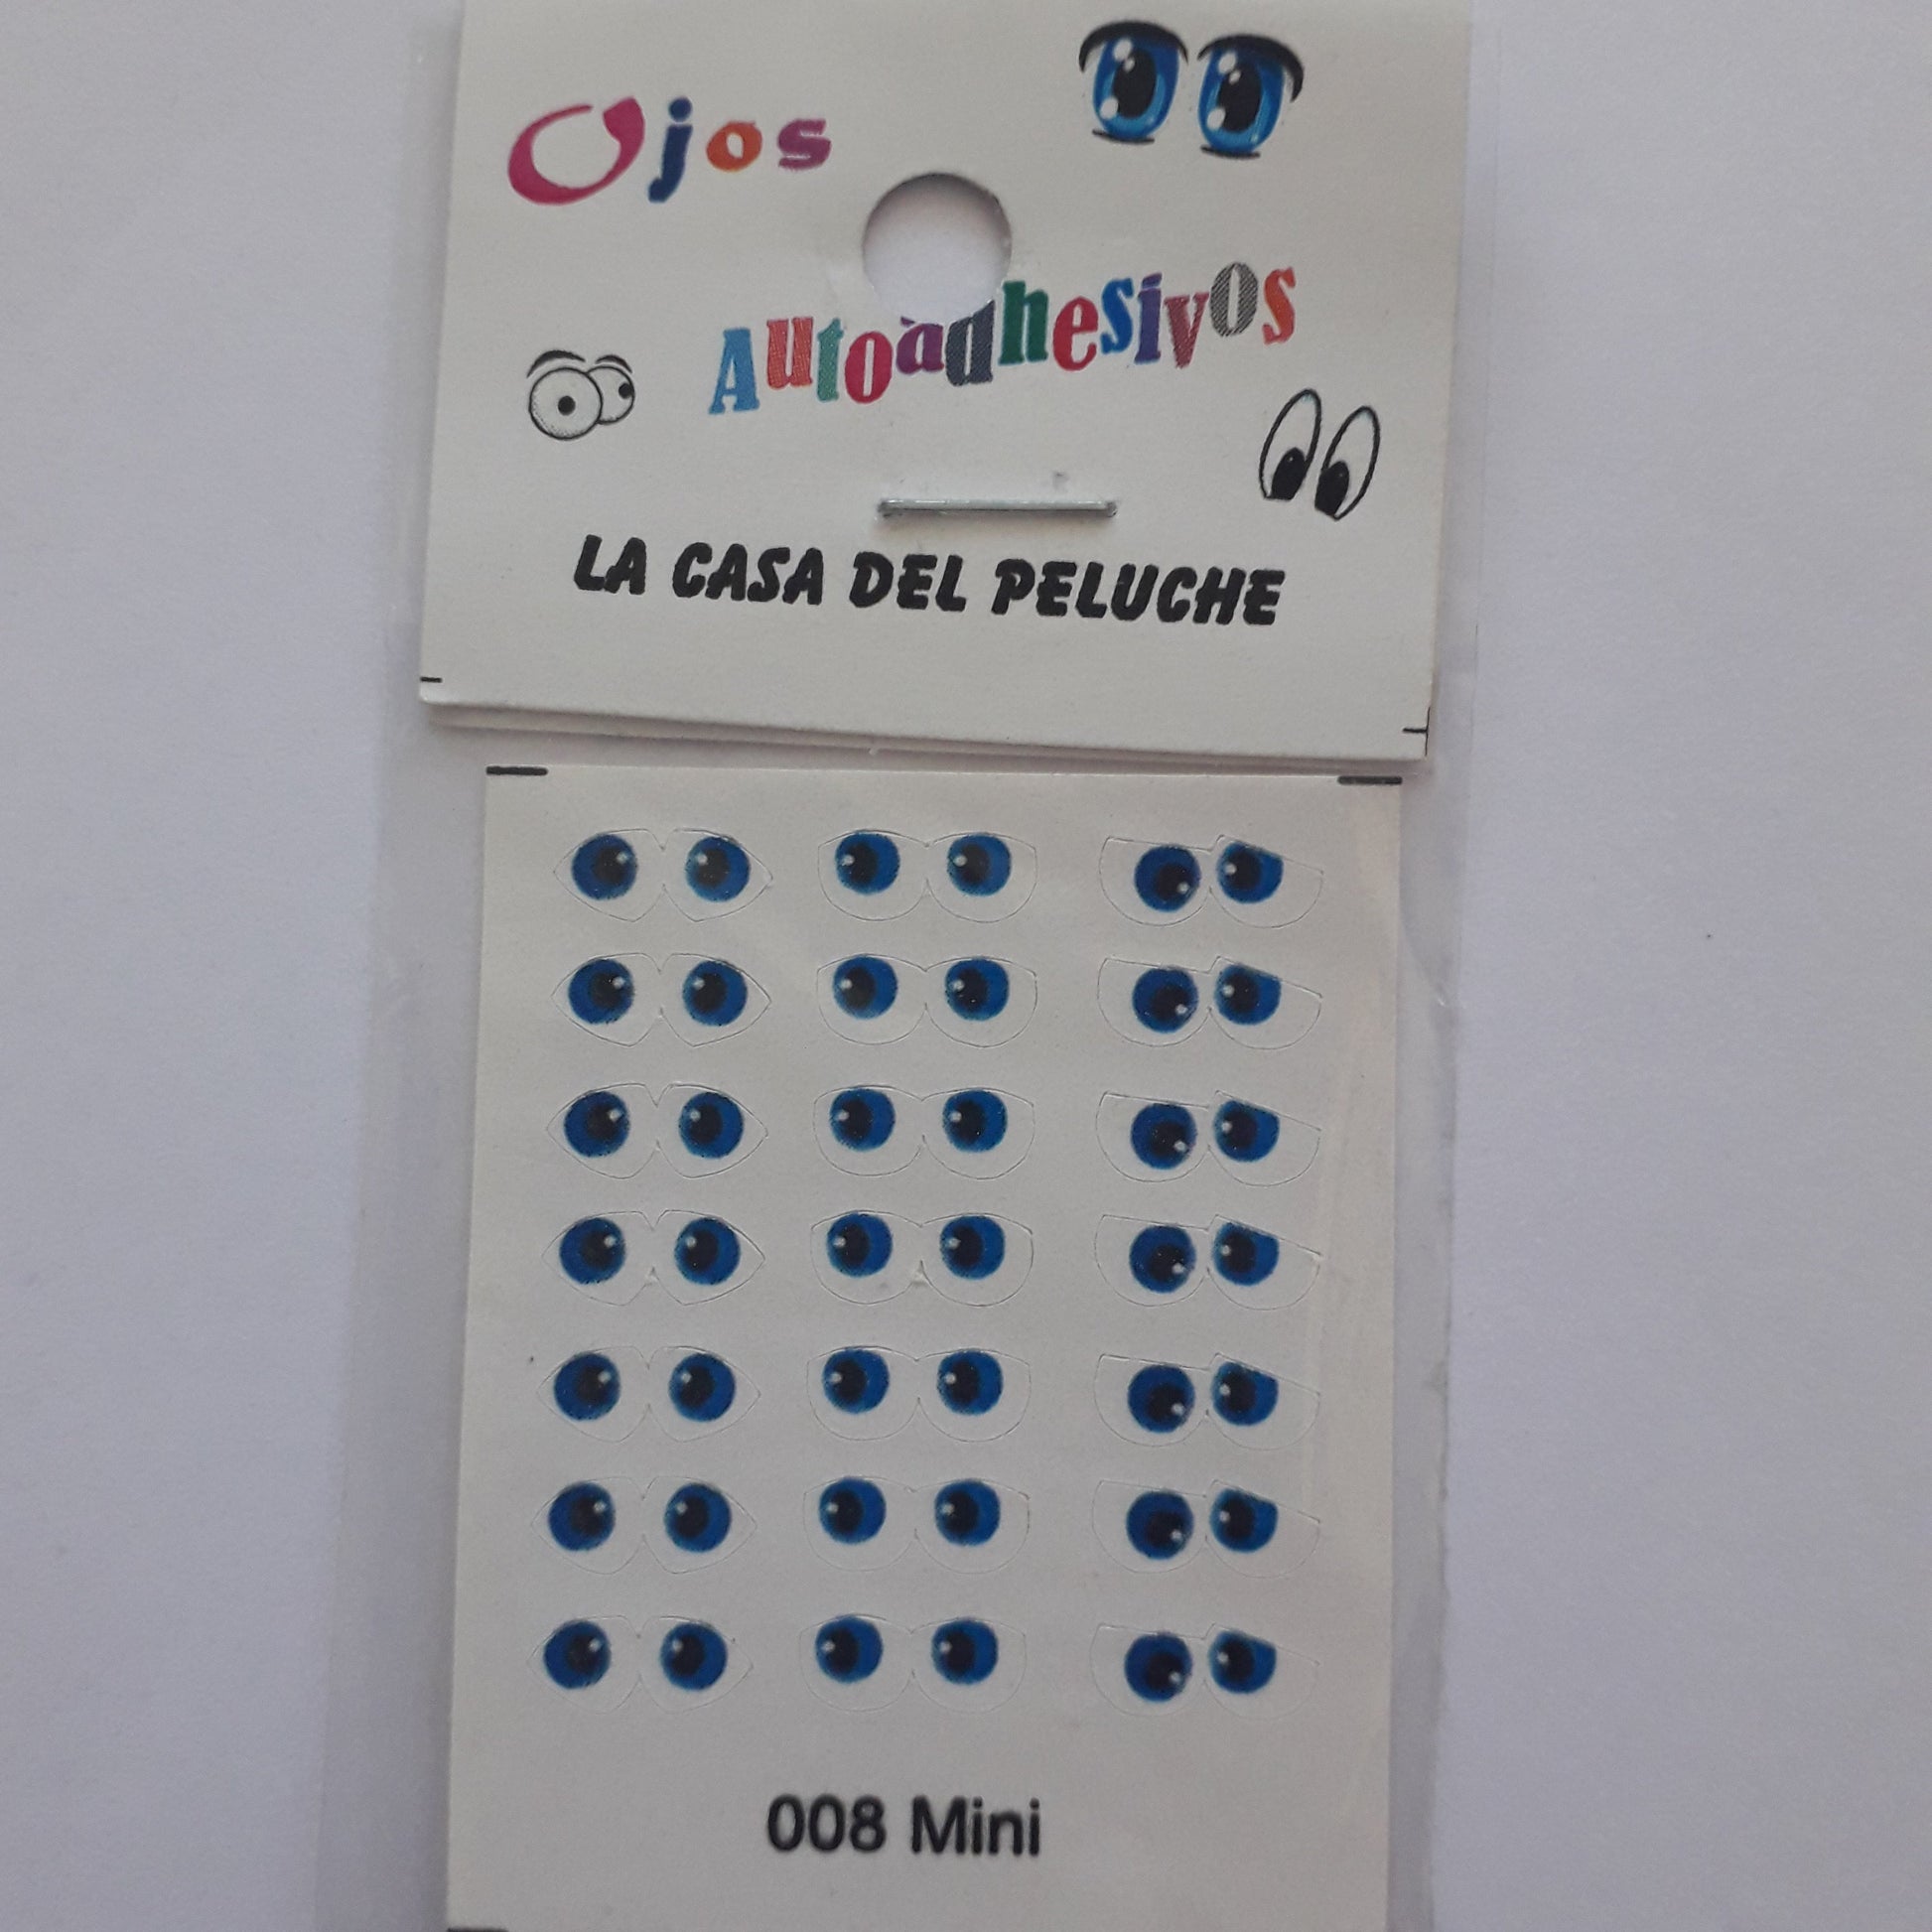 Ojos
Autoadhesivos
LA CASA DEL PELUCHE
008 Mini